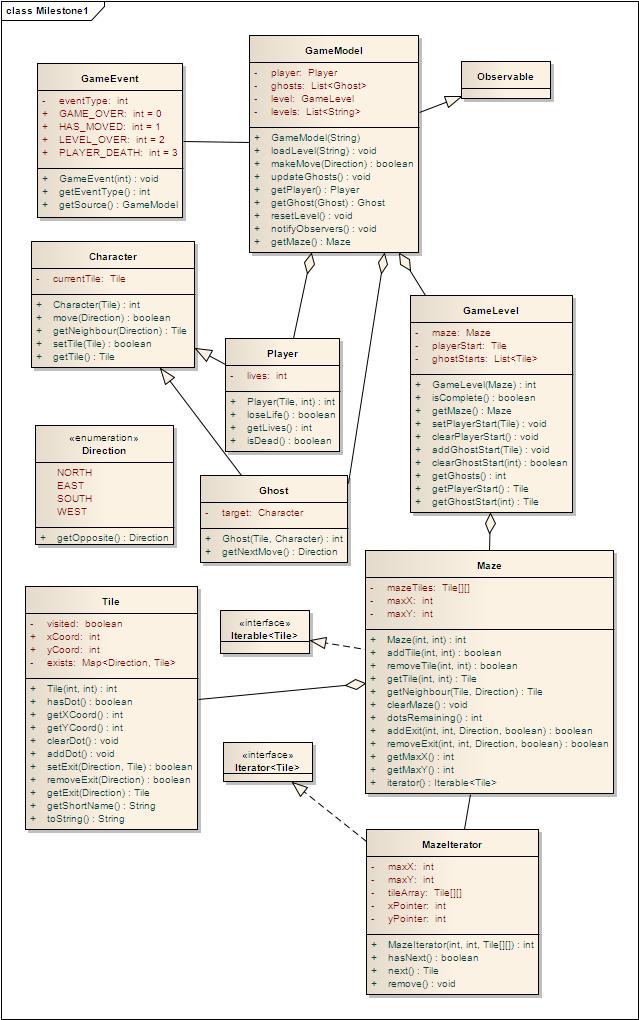 class Milestone1
GameModel
- player: Player
- ghosts: List<Ghost>
- level: GameLevel
- levels: List<String>
+ GameModel(String)
+ loadLevel(String) : void
+ makeMove(Direction) : boolean
+ updateGhosts() : void
+ getPlayer() : Player
+ getGhost(Ghost) : Ghost
+ resetLevel() : void
+ notifyObservers() : void
+ getMaze() : Maze
GameEvent
- eventType: int
+ GAME_OVER: int = 0
+ HAS_MOVED: int = 1
+ LEVEL_OVER: int = 2
+ PLAYER_DEATH: int = 3
+ GameEvent(int) : void
+ getEventType() : int
+ getSource() : GameModel
Observable
Character
- currentTile: Tile
+ Character(Tile) : int
+ move(Direction) : boolean
+ getNeighbour(Direction) : Tile
+ setTile(Tile) : boolean
+ getTile() : Tile
GameLevel
- maze: Maze
- playerStart: Tile
- ghostStarts: List<Tile>
+ GameLevel(Maze) : int
+ isComplete() : boolean
+ getMaze() : Maze
+ setPlayerStart(Tile) : void
+ clearPlayerStart() : void
+ addGhostStart(Tile) : void
+ clearGhostStart(int) : boolean
+ getGhosts() : int
+ getPlayerStart() : Tile
+ getGhostStart(int) : Tile
Player
- lives: int
+ Player(Tile, int) : int
+ loseLife() : boolean
+ getLives() : int
+ isDead() : boolean
«enumeration»
Direction
NORTH
EAST
SOUTH
WEST
+ getOpposite() : Direction
Ghost
- target: Character
+ Ghost(Tile, Character) : int
+ getNextMove() : Direction
Maze
- mazeTiles: Tile[][]
- maxX: int
- maxY: int
+ Maze(int, int) : int
+ addTile(int, int) : boolean
+ removeTile(int, int) : boolean
+ getTile(int, int) : Tile
+ getNeighbour(Tile, Direction) : Tile
+ clearMaze() : void
+ dotsRemaining() : int
+ addExit(int, int, Direction, boolean) : boolean
+ removeExit(int, int, Direction, boolean) : boolean
+ getMaxX() : int
+ getMaxY() : int
+ iterator() : Iterable<Tile>
Tile
- visited: boolean
+ xCoord: int
+ yCoord: int
- exists: Map<Direction, Tile>
+ Tile(int, int) : int
+ hasDot() : boolean
+ getXCoord() : int
+ getYCoord() : int
+ clearDot() : void
+ addDot() : void
+ setExit(Direction, Tile) : boolean
+ removeExit(Direction) : boolean
+ getExit(Direction) : Tile
+ getShortName() : String
+ toString() : String
«interface»
Iterable<Tile>
«interface»
Iterator<Tile>
MazeIterator
- maxX: int
- maxY: int
- tileArray: Tile[][]
- xPointer: int
- yPointer: int
+ MazeIterator(int, int, Tile[][]) : int
+ hasNext() : boolean
+ next() : Tile
+ remove() : void